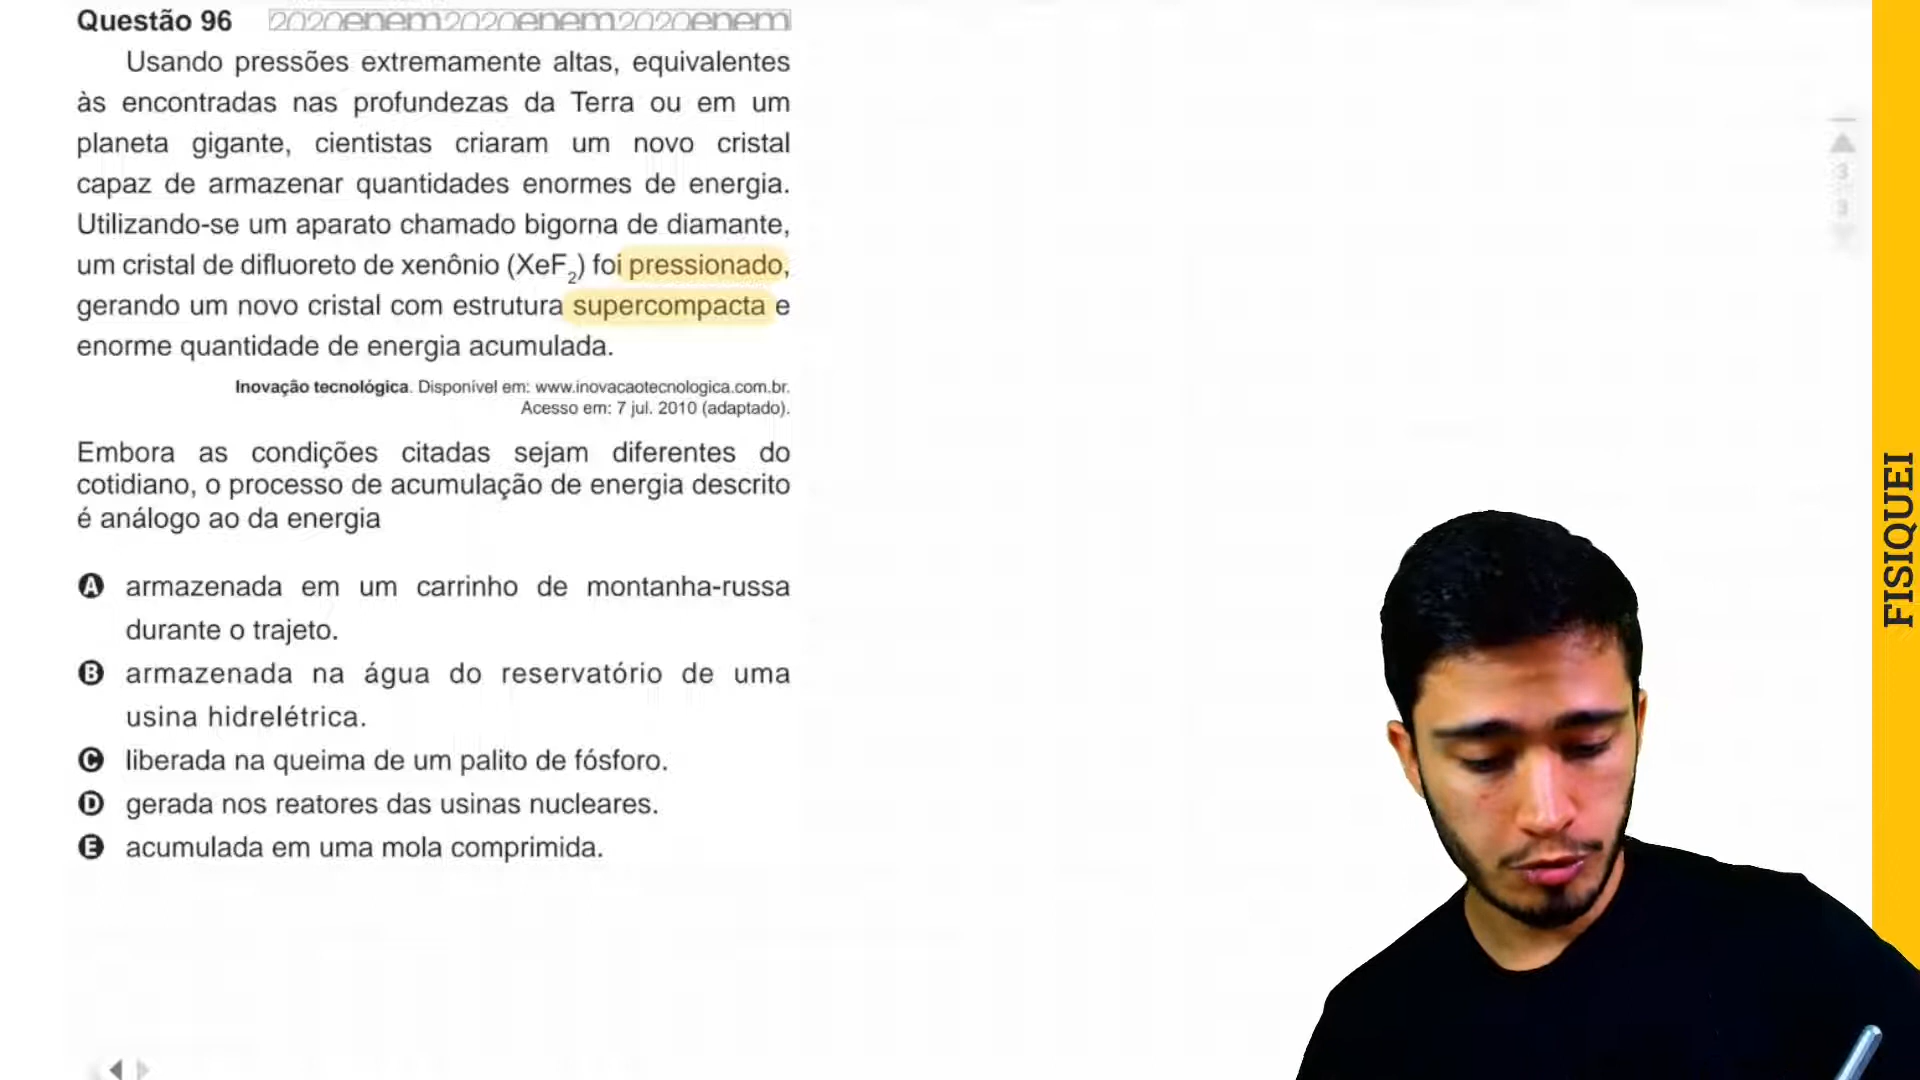 Questão 96 2020enem2020enem2020enem
Usando pressões extremamente altas, equivalentes
às encontradas nas profundezas da Terra ou em um
planeta gigante, cientistas criaram um novo cristal
capaz de armazenar quantidades enormes de energia.
Utilizando-se um aparato chamado bigorna de diamante,
um cristal de difluoreto de xenônio (XeF₂) foi pressionado,
gerando um novo cristal com estrutura supercompacta e
enorme quantidade de energia acumulada.
Inovação tecnológica. Disponível em: www.inovacaotecnologica.com.br.
Acesso em: 7 jul. 2010 (adaptado).
Embora as condições citadas sejam diferentes do
cotidiano, o processo de acumulação de energia descrito
é análogo ao da energia
A armazenada em um carrinho de montanha-russa
durante o trajeto.
B armazenada na água do reservatório de uma
usina hidrelétrica.
C liberada na queima de um palito de fósforo.
D gerada nos reatores das usinas nucleares.
E acumulada em uma mola comprimida.
3
3
FISIQUEI